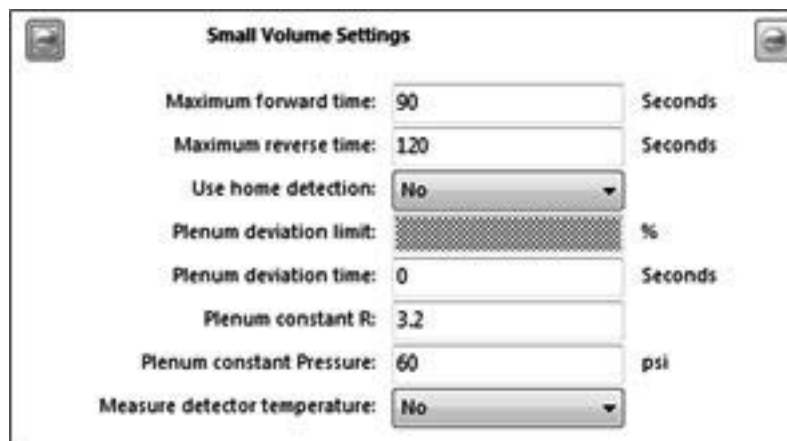 Small Volume Settings
Maximum forward time: 90 Seconds
Maximum reverse time: 120 Seconds
Use home detection: No
Plenum deviation limit: %
Plenum deviation time: 0 Seconds
Plenum constant R: 3.2
Plenum constant Pressure: 60 psi
Measure detector temperature: No